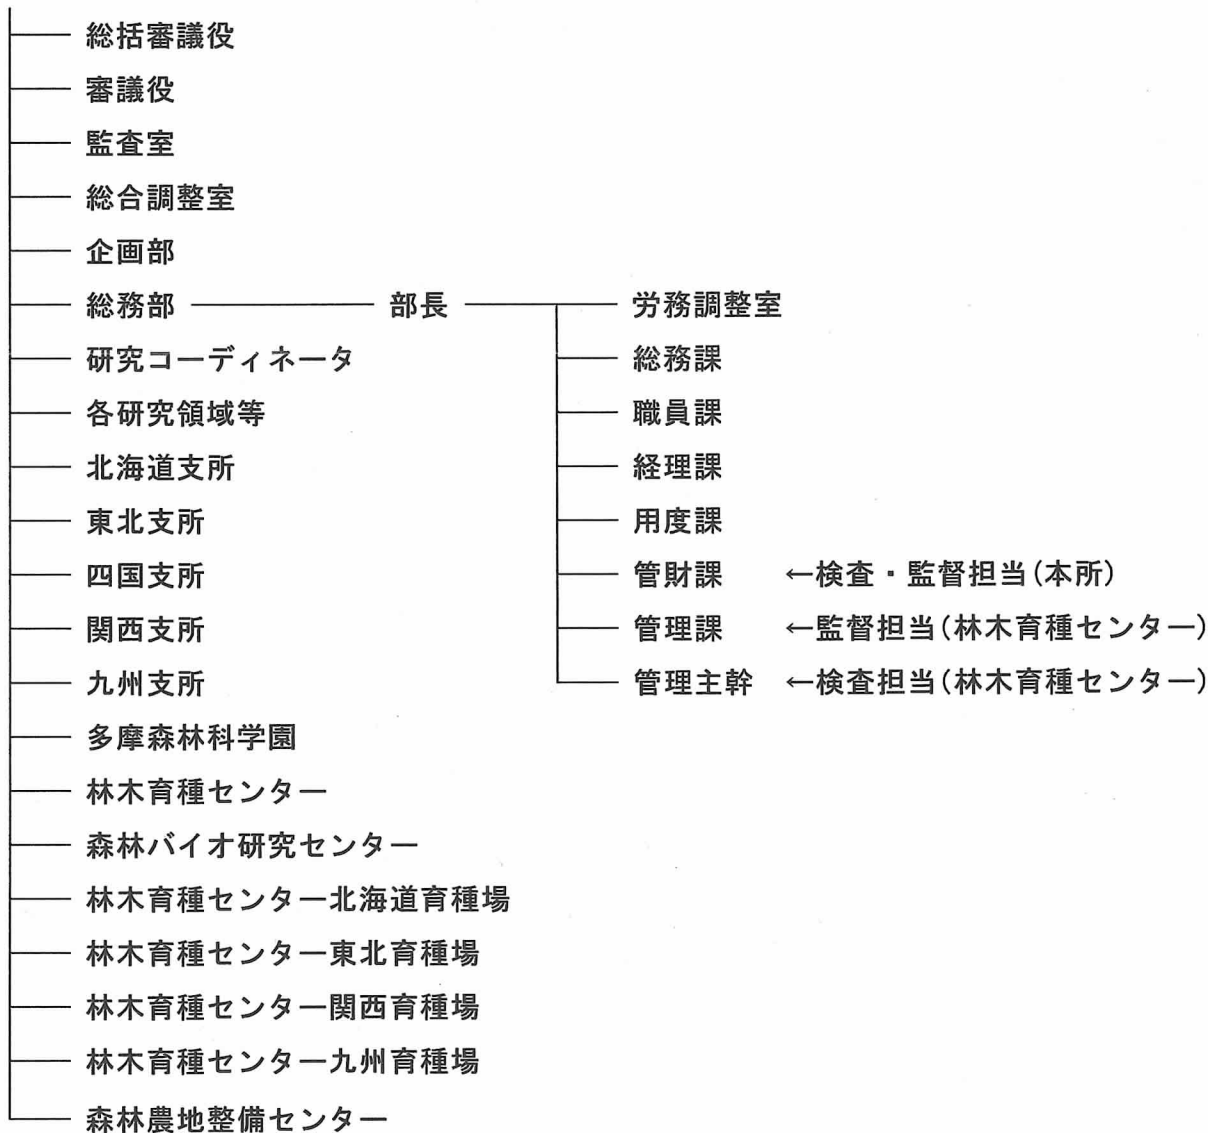 総括審議役
審議役
監査室
総合調整室
企画部
総務部 部長 労務調整室
研究コーディネータ 総務課
各研究領域等 職員課
北海道支所 経理課
東北支所 用度課
四国支所 管財課 ←検査・監督担当(本所)
関西支所 管理課 ←監督担当(林木育種センター)
九州支所 管理主幹 ←検査担当(林木育種センター)
多摩森林科学園
林木育種センター
森林バイオ研究センター
林木育種センター北海道育種場
林木育種センター東北育種場
林木育種センター関西育種場
林木育種センター九州育種場
森林農地整備センター